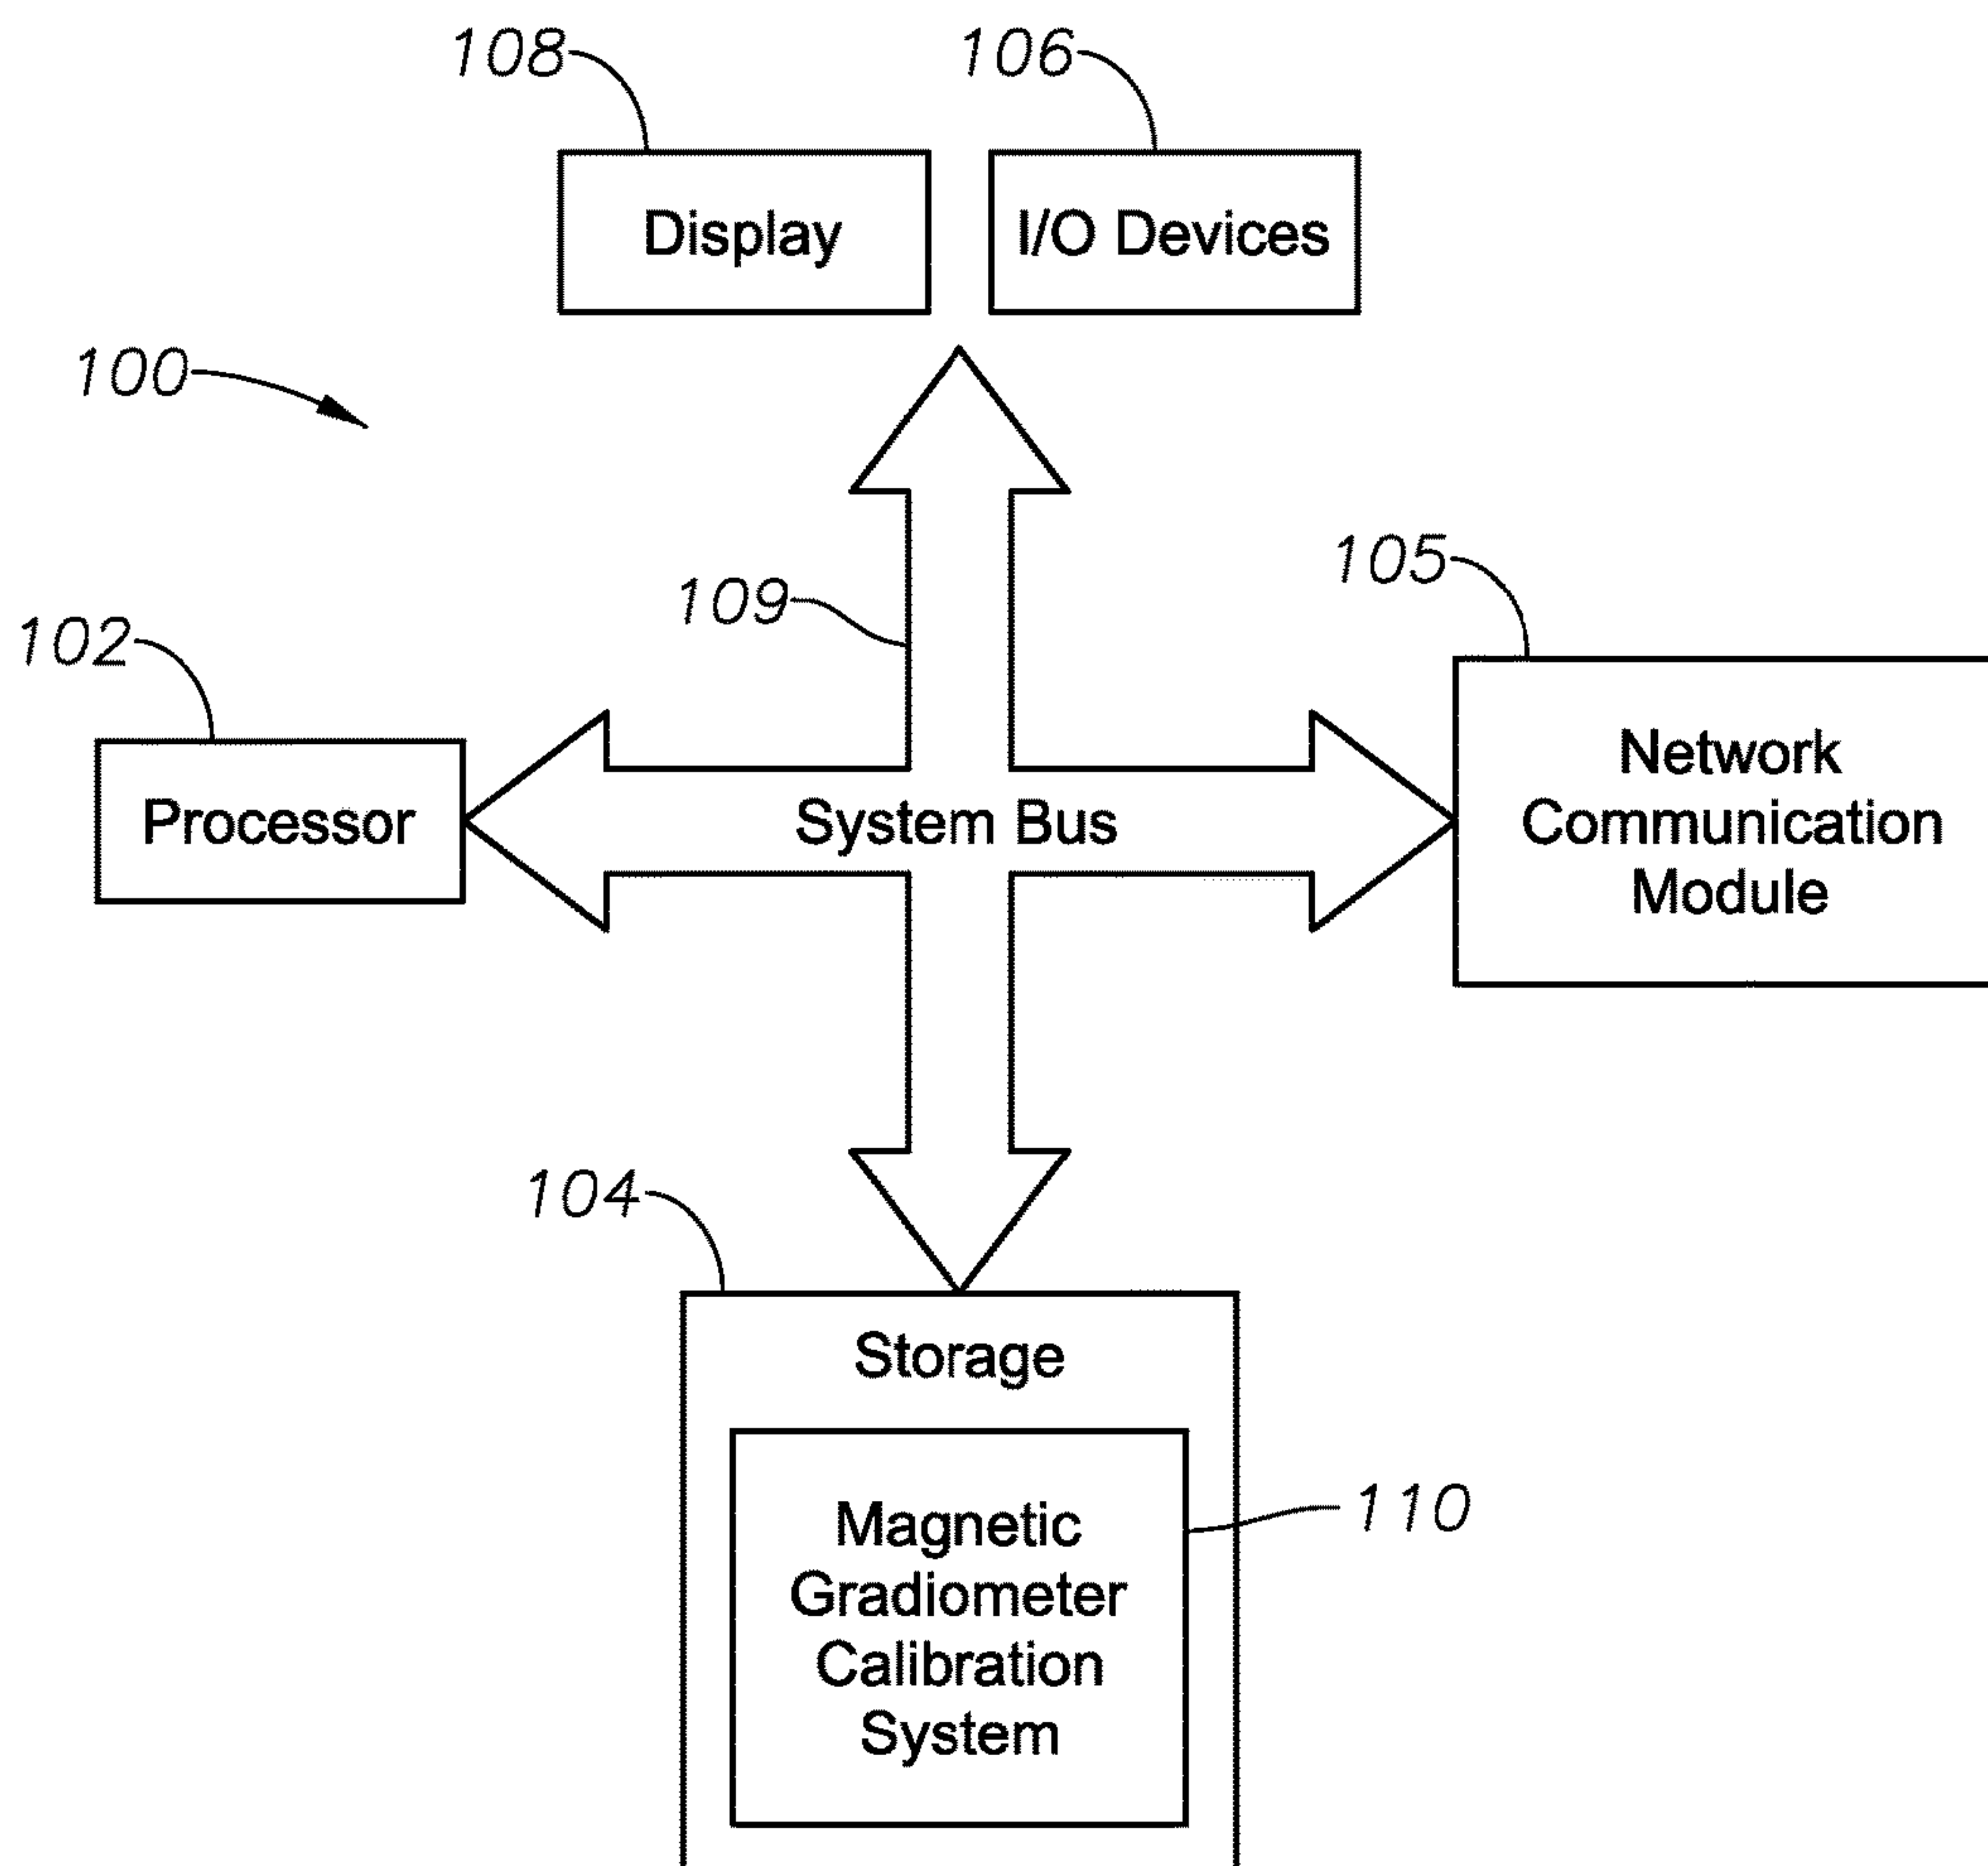 108
106
Display
I/O Devices
100
109
105
102
Processor
System Bus
Network
Communication
Module
104
Storage
Magnetic
Gradiometer
Calibration
System
110